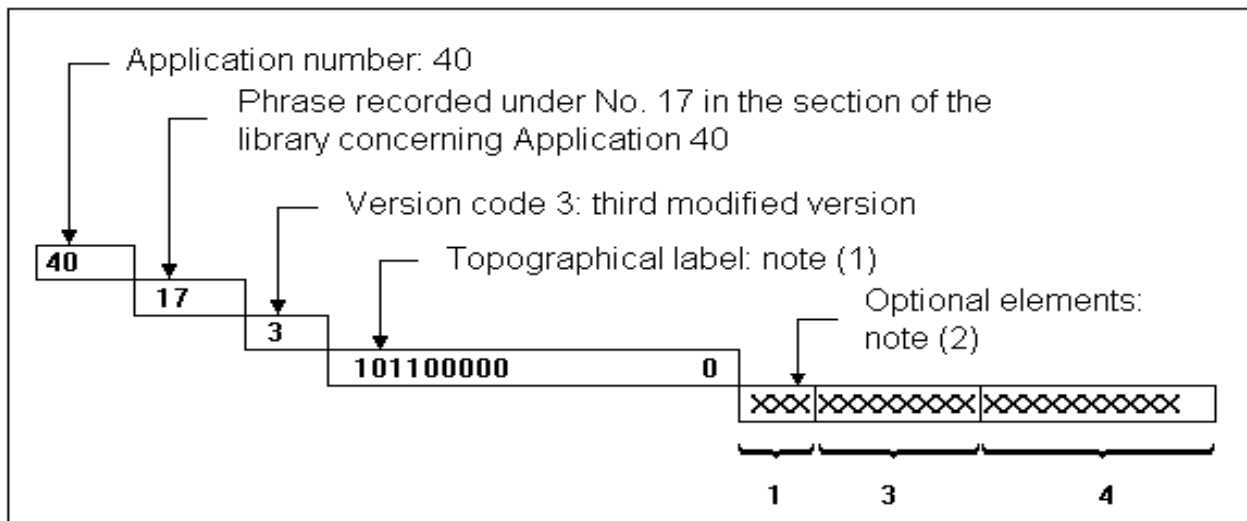 Application number: 40
Phrase recorded under No. 17 in the section of the
library concerning Application 40
Version code 3: third modified version
Topographical label: note (1)
Optional elements:
note (2)
40
17
3
101100000 0
XXX XXXXXXXX XXXXXXXXXX
1 3 4